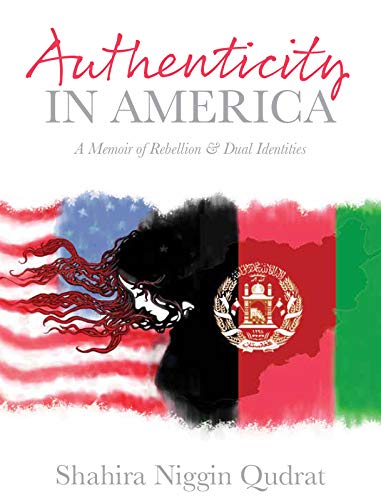 Authenticity
IN AMERICA
A Memoir of Rebellion & Dual Identities
Shahira Niggin Qudrat